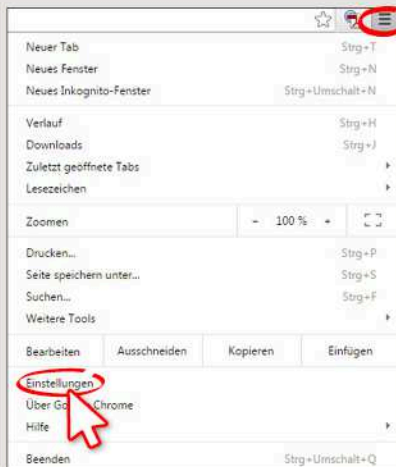 Neuer Tab Strg+T
Neues Fenster Strg+N
Neues Inkognito-Fenster Strg+Umschalt+N
Verlauf Strg+H
Downloads Strg+J
Zuletzt geöffnete Tabs
Lesezeichen
Zoomen - 100 % +
Drucken... Strg+P
Seite speichern unter... Strg+S
Suchen... Strg+F
Weitere Tools
Bearbeiten Ausschneiden Kopieren Einfügen
Einstellungen
Über Go Chrome
Hilfe
Beenden Strg+Umschalt+Q